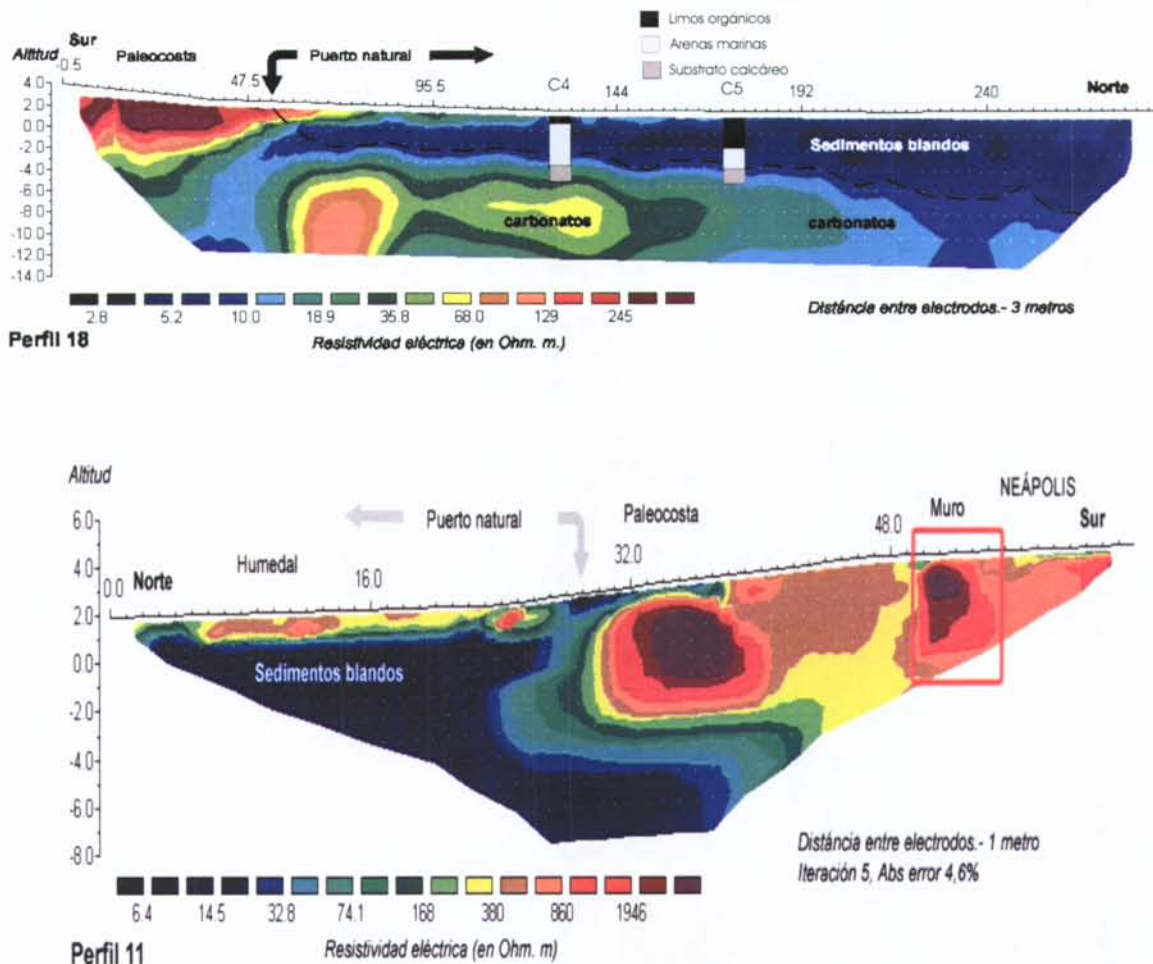 Limos orgánicos
Arenas marinas
Substrato calcáreo
Sur
Altitud
Paleocosta
Puerto natural
-0.5
47.5
95.5
C4
144
C5
192
240
Norte
4.0
2.0
0.0
-2.0
-4.0
-6.0
-8.0
-10.0
-12.0
-14.0
Sedimentos blandos
carbonatos
carbonatos
2.8 5.2 10.0 18.9 35.8 68.0 129 245
Distáncia entre electrodos.- 3 metros
Perfil 18
Resistividad eléctrica (en Ohm. m.)
Altitud
NEÁPOLIS
Puerto natural
Paleocosta
Muro
Sur
6.0
4.0
2.0
0.0
-2.0
-4.0
-6.0
-8.0
48.0
32.0
Humedal
0.0
Norte
16.0
Sedimentos blandos
Distáncia entre electrodos.- 1 metro
Iteración 5, Abs error 4,6%
6.4 14.5 32.8 74.1 168 380 860 1946
Perfil 11
Resistividad eléctrica (en Ohm. m)